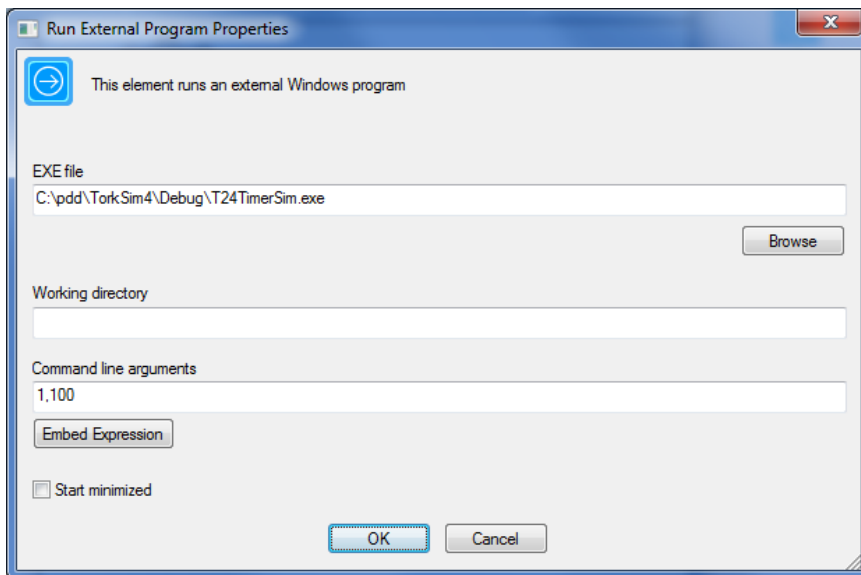 Run External Program Properties
This element runs an external Windows program
EXE file
C:\pdd\TorkSim4\Debug\T24TimerSim.exe
Browse
Working directory
Command line arguments
1,100
Embed Expression
Start minimized
OK Cancel